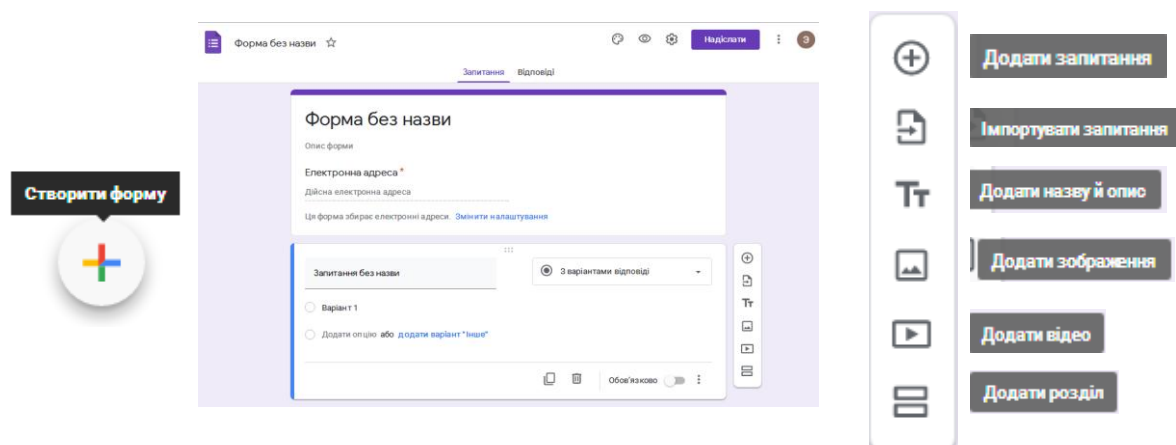 Створити форму
Форма без назви
Надіслати
Э
Запитання Відповіді
Форма без назви
Опис форми
Електронна адреса *
Дійсна електронна адреса
Ця форма збирає електронні адреси. Змінити налаштування
Запитання без назви
З варіантами відповіді
Варіант 1
Додати опцію або додати варіант "Інше"
Обов'язково
Tт
Додати запитання
Імпортувати запитання
Tт
Додати назву й опис
Додати зображення
Додати відео
Додати розділ